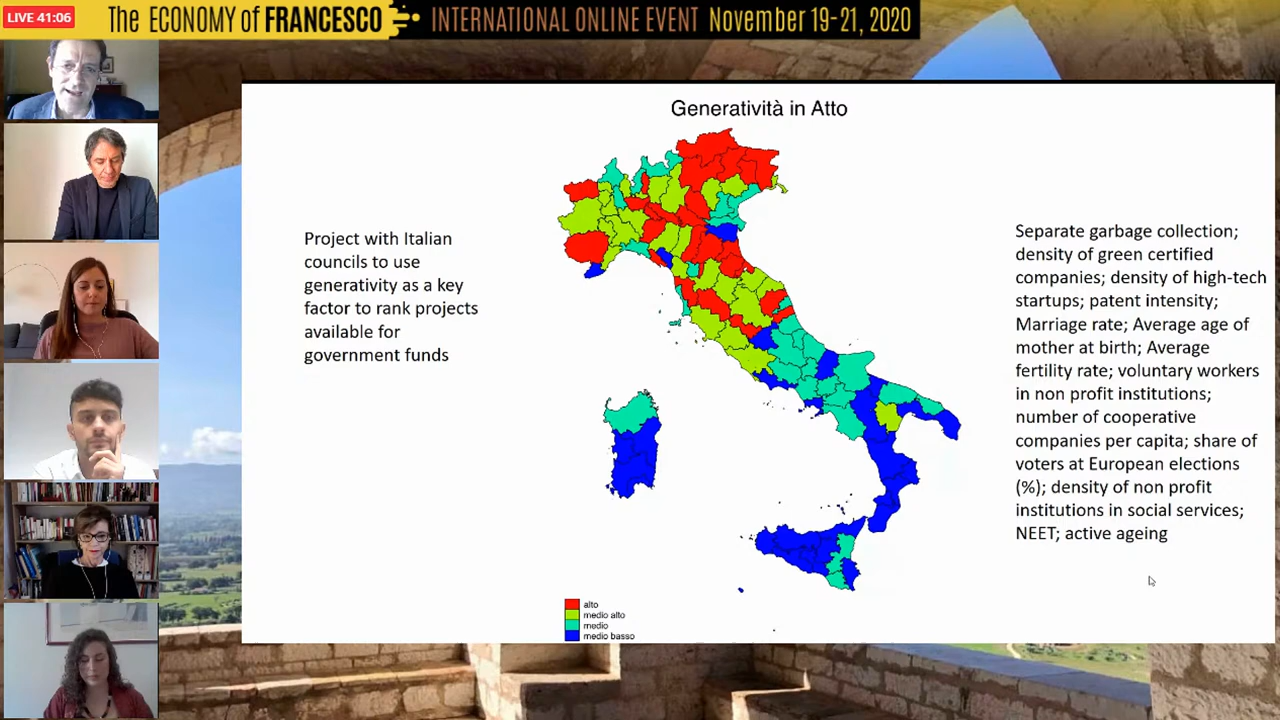 LIVE 41:06
The ECONOMY of FRANCESCO
INTERNATIONAL ONLINE EVENT November 19-21, 2020
Generatività in Atto
Project with Italian
councils to use
generativity as a key
factor to rank projects
available for
government funds
Separate garbage collection;
density of green certified
companies; density of high-tech
startups; patent intensity;
Marriage rate; Average age of
mother at birth; Average
fertility rate; voluntary workers
in non profit institutions;
number of cooperative
companies per capita; share of
voters at European elections
(%); density of non profit
institutions in social services;
NEET; active ageing
alto
medio alto
medio
medio basso